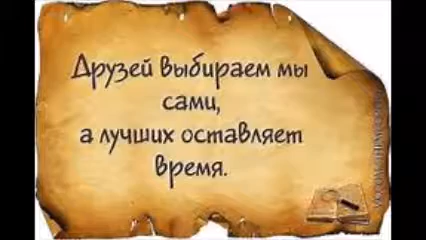 Друзей выбираем мы
сами,
а лучших оставляет
время.